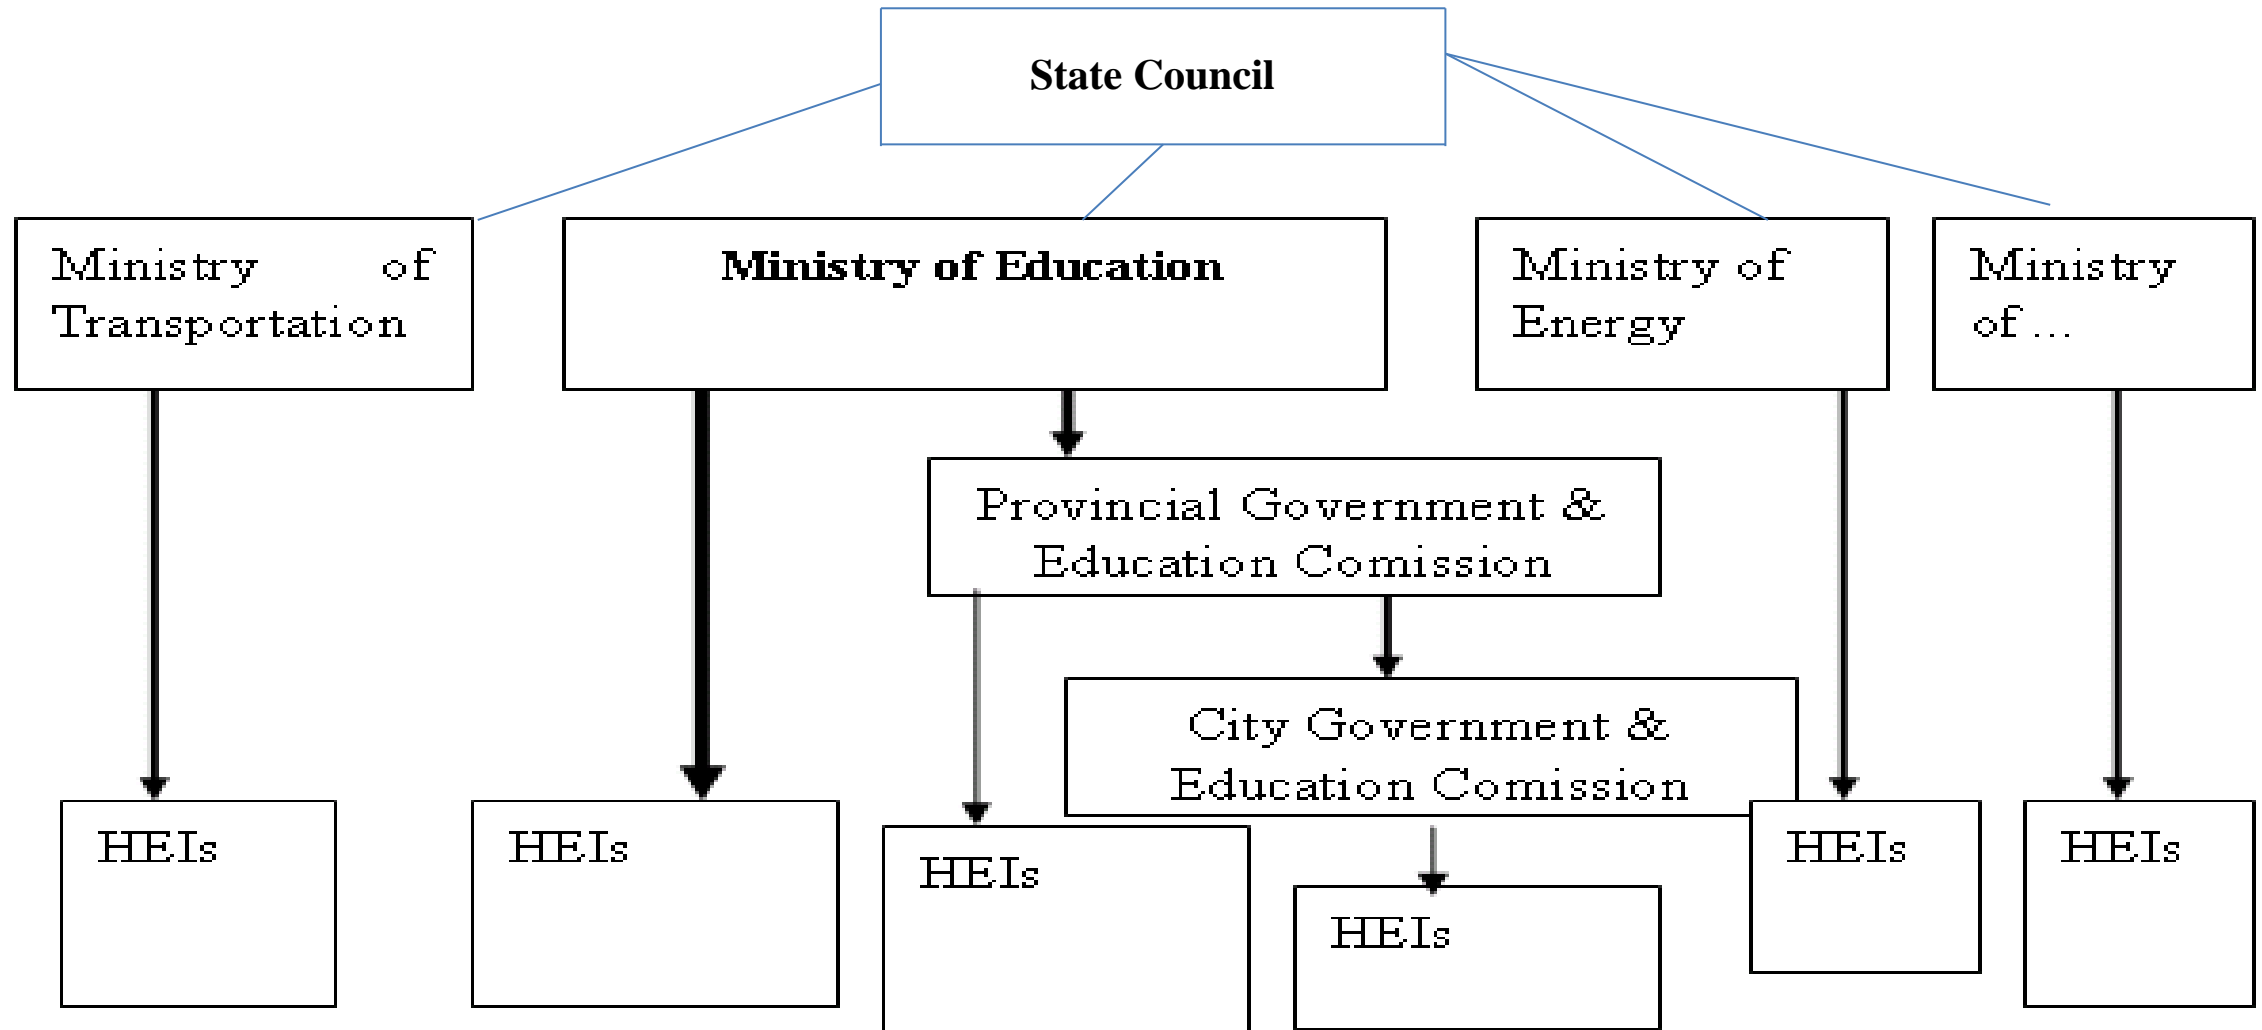 State Council
Ministry of
Transportation
Ministry of Education
Ministry of
Energy
Ministry
of ...
Provincial Government &
Education Comission
City Government &
Education Comission
HEIs
HEIs
HEIs
HEIs
HEIs
HEIs